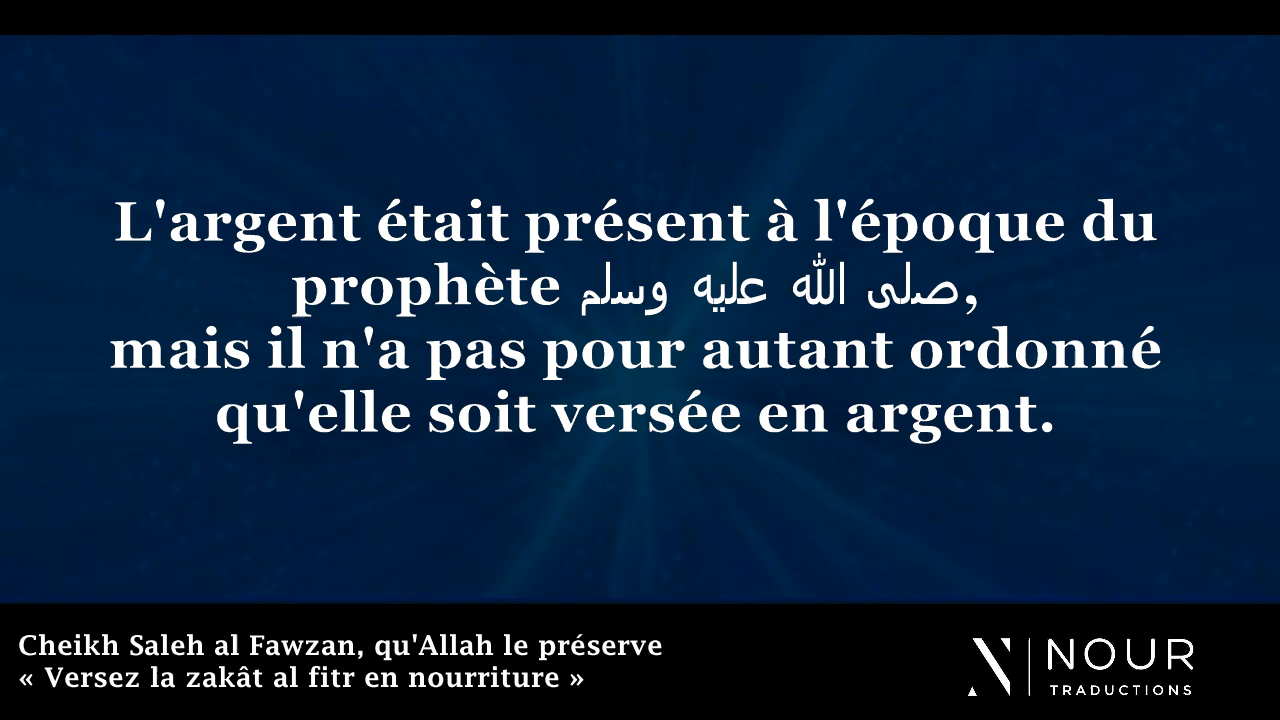 L'argent était présent à l'époque du
prophète صلى الله عليه وسلم,
mais il n'a pas pour autant ordonné
qu'elle soit versée en argent.
Cheikh Saleh al Fawzan, qu'Allah le préserve
« Versez la zakât al fitr en nourriture »
NOUR
TRADUCTIONS